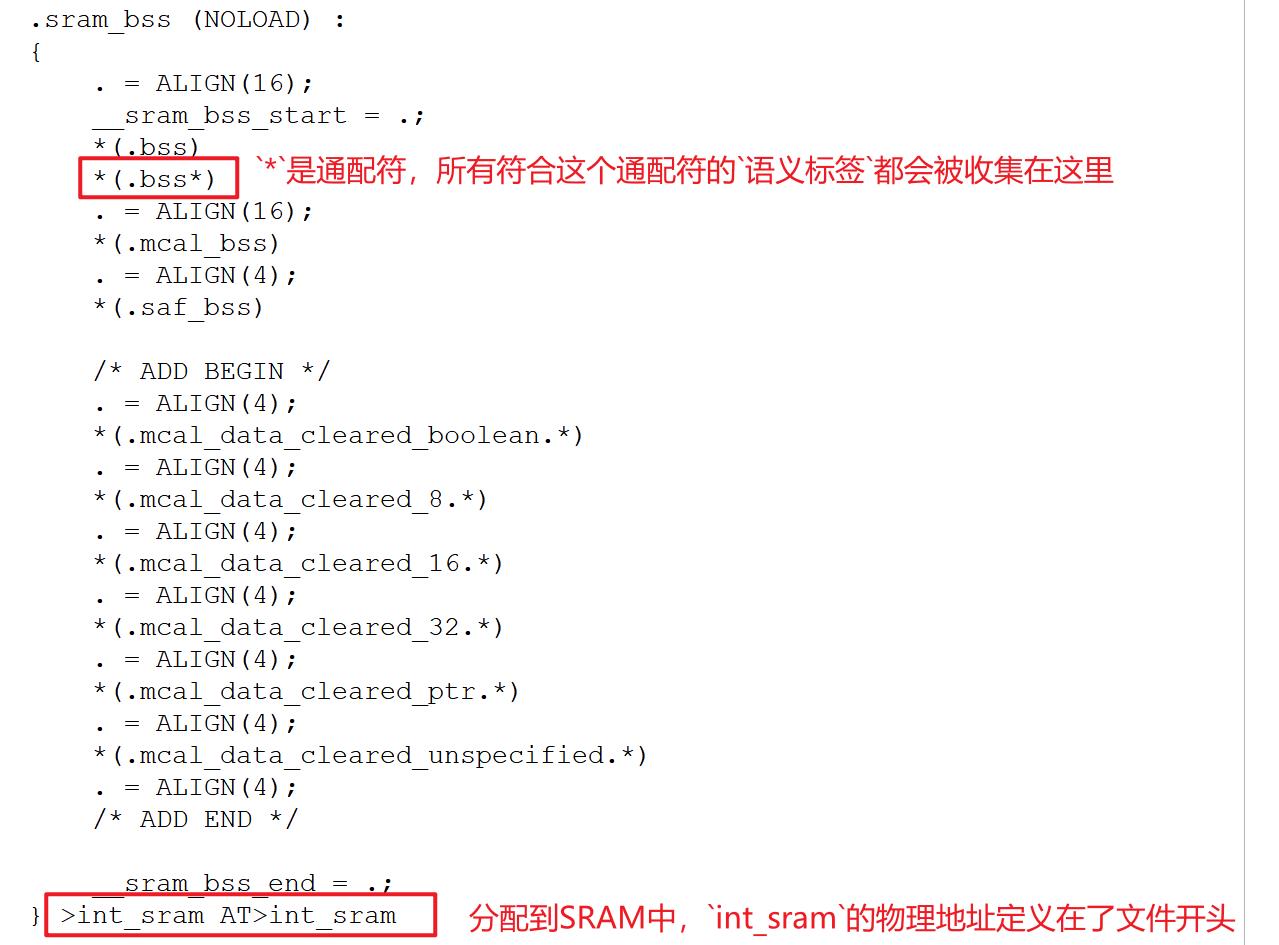 .sram_bss (NOLOAD) :
{
. = ALIGN(16);
__sram_bss_start = .;
*(.bss)
*(.bss*) `*`是通配符，所有符合这个通配符的`语义标签`都会被收集在这里
. = ALIGN(16);
*(.mcal_bss)
. = ALIGN(4);
*(.saf_bss)
/* ADD BEGIN */
. = ALIGN(4);
*(.mcal_data_cleared_boolean.*)
. = ALIGN(4);
*(.mcal_data_cleared_8.*)
. = ALIGN(4);
*(.mcal_data_cleared_16.*)
. = ALIGN(4);
*(.mcal_data_cleared_32.*)
. = ALIGN(4);
*(.mcal_data_cleared_ptr.*)
. = ALIGN(4);
*(.mcal_data_cleared_unspecified.*)
. = ALIGN(4);
/* ADD END */
__sram_bss_end = .;
} >int_sram AT>int_sram 分配到SRAM中，`int_sram`的物理地址定义在了文件开头